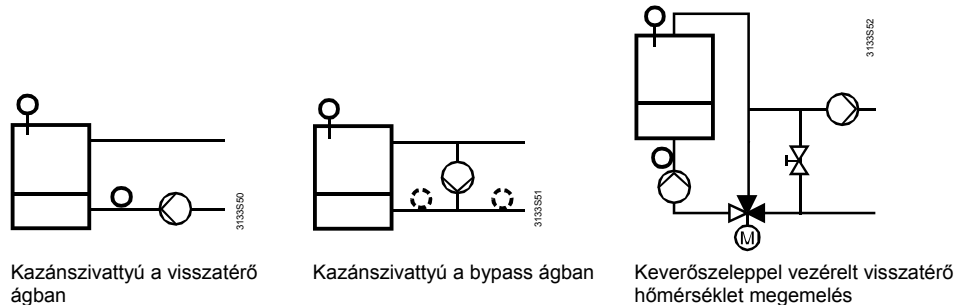 3133S50
3133S51
3133S52
M
Kazánszivattyú a visszatérő
ágban
Kazánszivattyú a bypass ágban
Keverőszeleppel vezérelt visszatérő
hőmérséklet megemelés